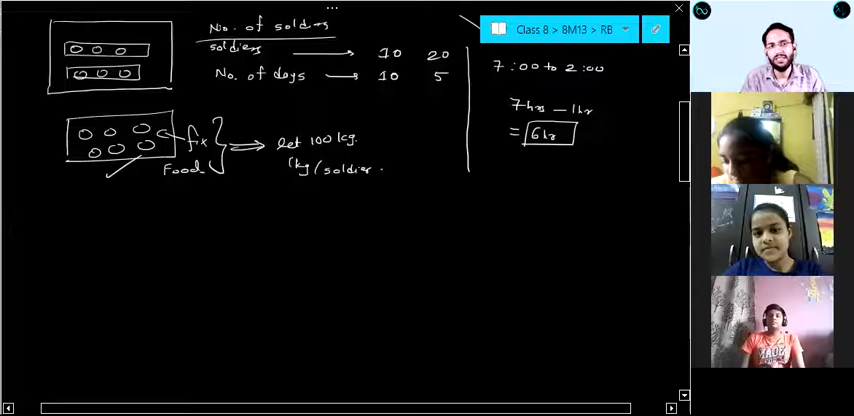 No. of soldiers
soldiers → 10 20
No. of days → 10 5
fix
Food
let 100 kg.
1kg/soldier.
Class 8 > 8M13 > RB
7:00 to 2:00
7hrs – 1hr
= 6hr
MADE